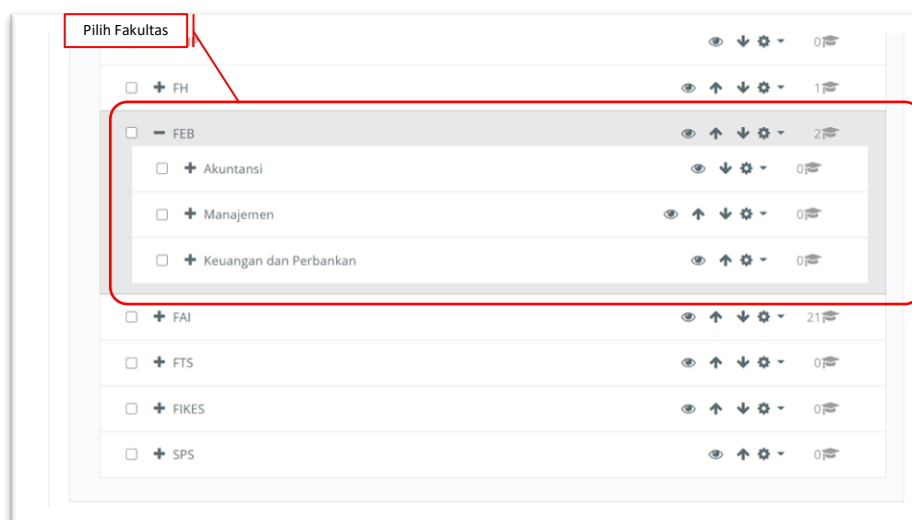 Pilih Fakultas
0
FH 1
FEB 2
Akuntansi 0
Manajemen 0
Keuangan dan Perbankan 0
FAI 21
FTS 0
FIKES 0
SPS 0